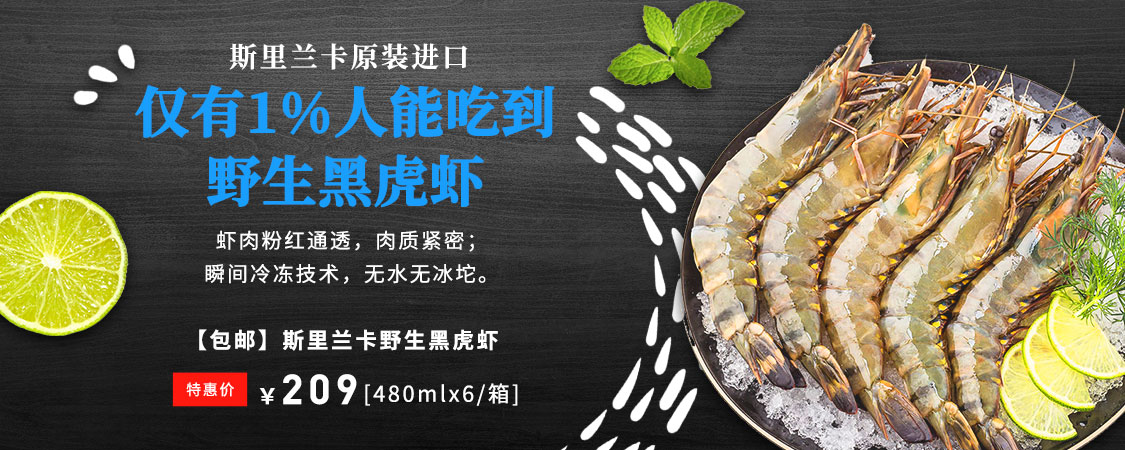 斯里兰卡原装进口
仅有1%人能吃到
野生黑虎虾
虾肉粉红通透，肉质紧密；
瞬间冷冻技术，无水无冰坨。
【包邮】斯里兰卡野生黑虎虾
特惠价 ￥209[480mlx6/箱]